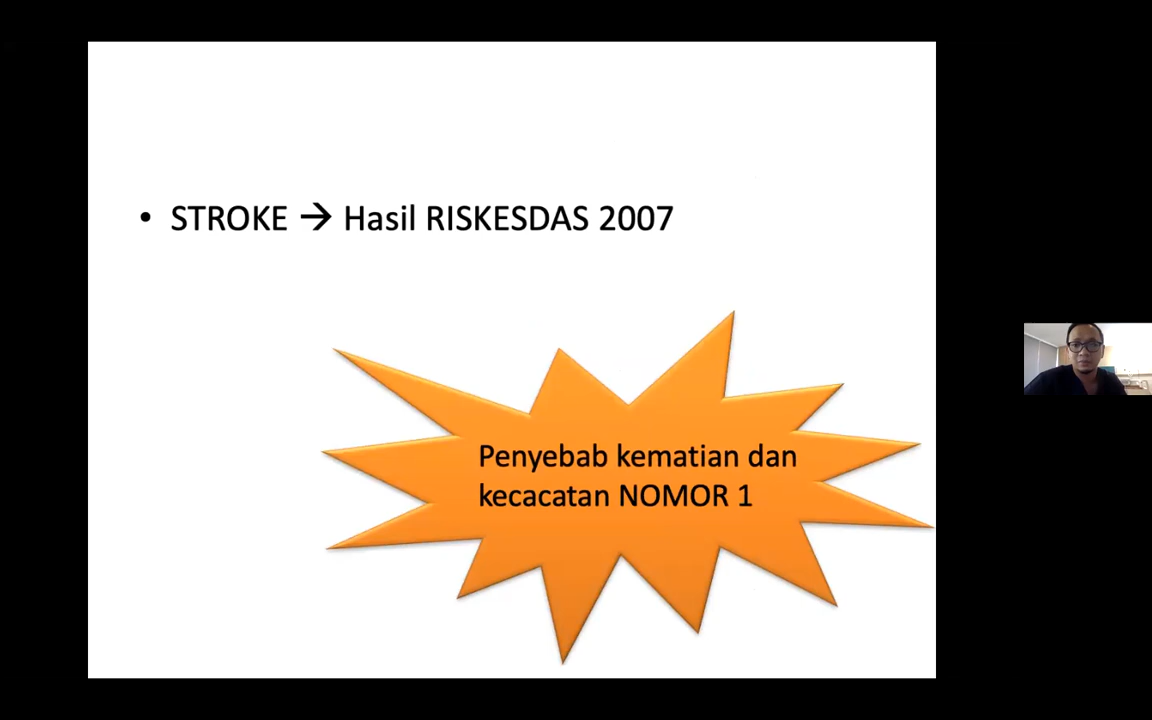 • STROKE → Hasil RISKESDAS 2007
Penyebab kematian dan
kecacatan NOMOR 1